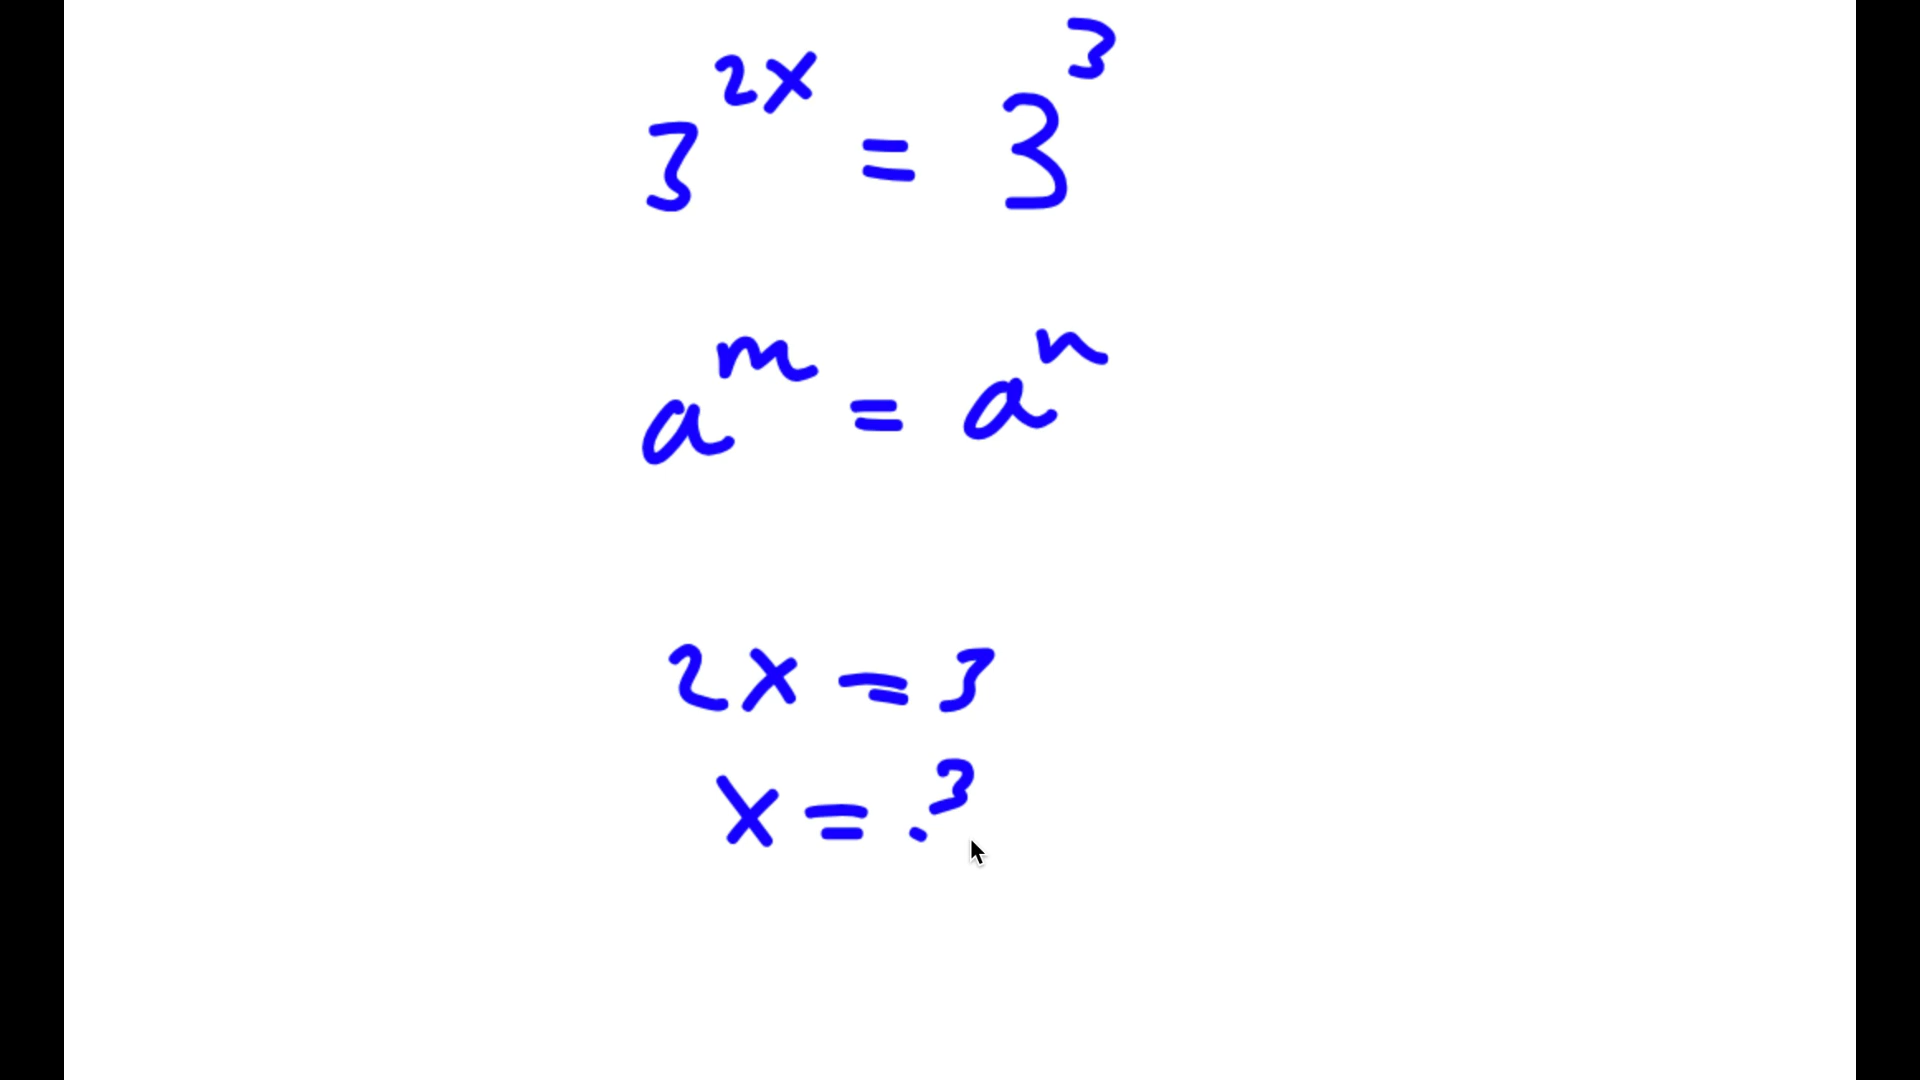 3^{2x} = 3^3
a^m = a^n
2x = 3
x = 3